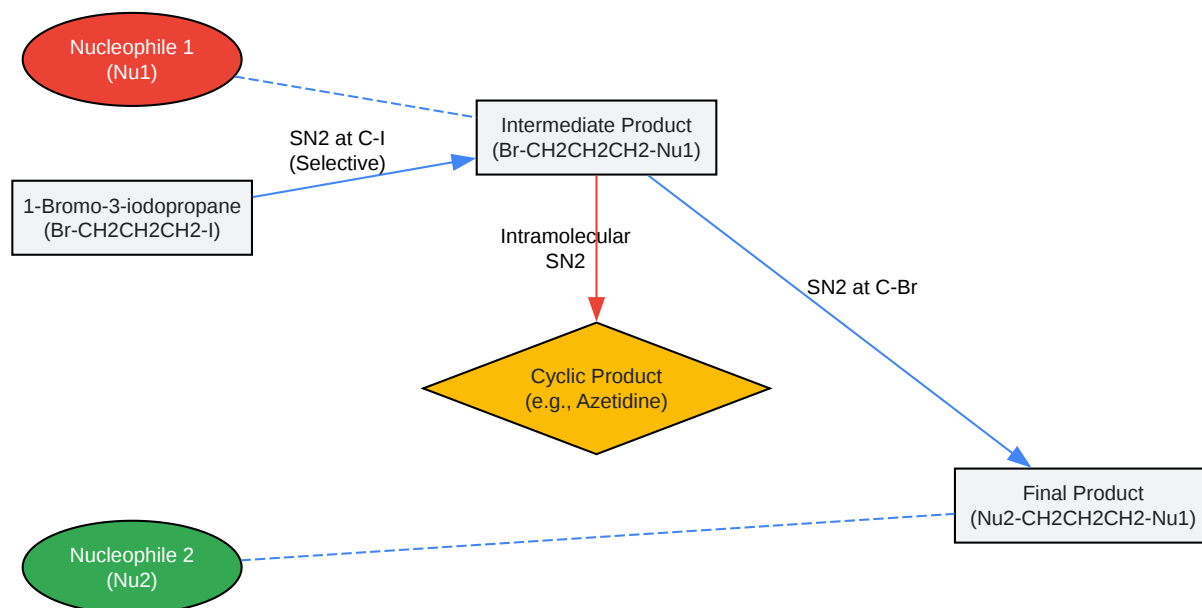 Nucleophile 1
(Nu1)
Intermediate Product
(Br-CH2CH2CH2-Nu1)
SN2 at C-I
(Selective)
1-Bromo-3-iodopropane
(Br-CH2CH2CH2-I)
Intramolecular
SN2
SN2 at C-Br
Cyclic Product
(e.g., Azetidine)
Final Product
(Nu2-CH2CH2CH2-Nu1)
Nucleophile 2
(Nu2)